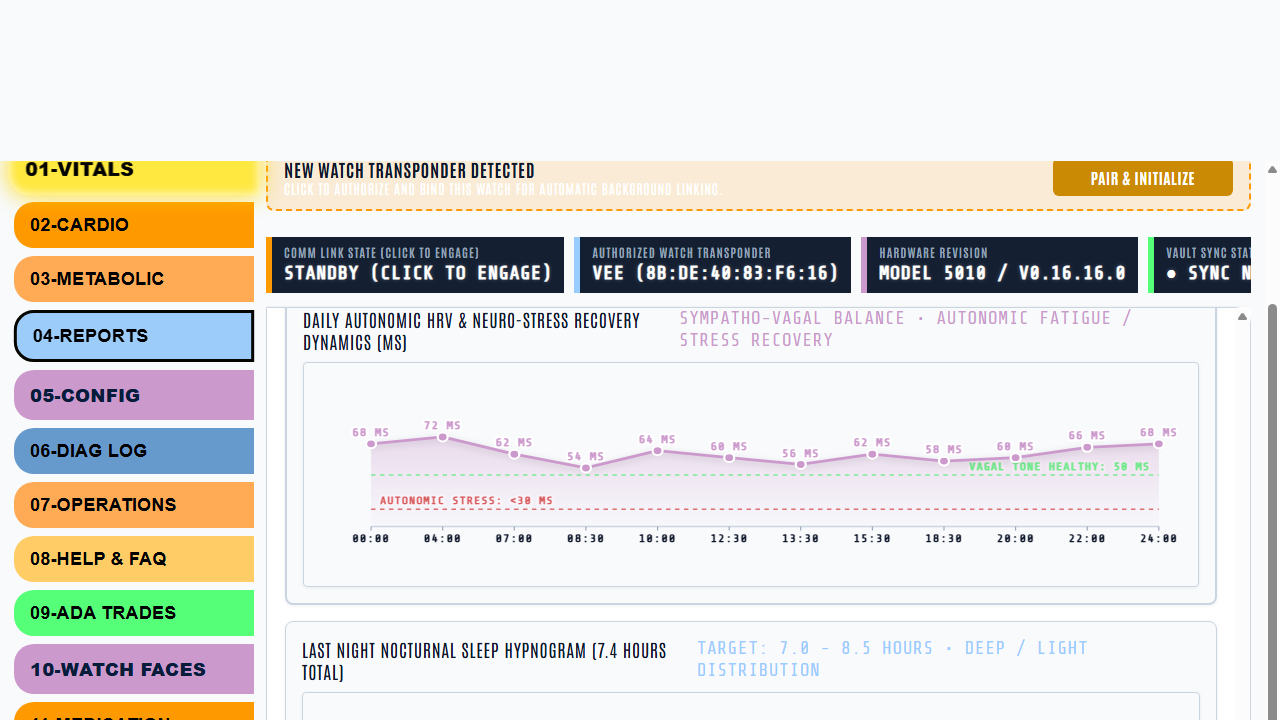 01-VITALS
02-CARDIO
03-METABOLIC
04-REPORTS
05-CONFIG
06-DIAG LOG
07-OPERATIONS
08-HELP & FAQ
09-ADA TRADES
10-WATCH FACES
11-MEDICATION
NEW WATCH TRANSPONDER DETECTED
CLICK TO AUTHORIZE AND BIND THIS WATCH FOR AUTOMATIC BACKGROUND LINKING.
PAIR & INITIALIZE
COMM LINK STATE (CLICK TO ENGAGE)
STANDBY (CLICK TO ENGAGE)
AUTHORIZED WATCH TRANSPONDER
VEE (8B:DE:40:83:F6:16)
HARDWARE REVISION
MODEL 5010 / V0.16.16.0
VAULT SYNC STAT
● SYNC N
DAILY AUTONOMIC HRV & NEURO-STRESS RECOVERY
DYNAMICS (MS)
SYMPATHO-VAGAL BALANCE · AUTONOMIC FATIGUE /
STRESS RECOVERY
68 MS 72 MS 62 MS 54 MS 64 MS 60 MS 56 MS 62 MS 58 MS 60 MS 66 MS 68 MS
VAGAL TONE HEALTHY: 50 MS
AUTONOMIC STRESS: <30 MS
00:00 04:00 07:00 08:30 10:00 12:30 13:30 15:30 18:30 20:00 22:00 24:00
LAST NIGHT NOCTURNAL SLEEP HYPNOGRAM (7.4 HOURS
TOTAL)
TARGET: 7.0 - 8.5 HOURS · DEEP / LIGHT
DISTRIBUTION